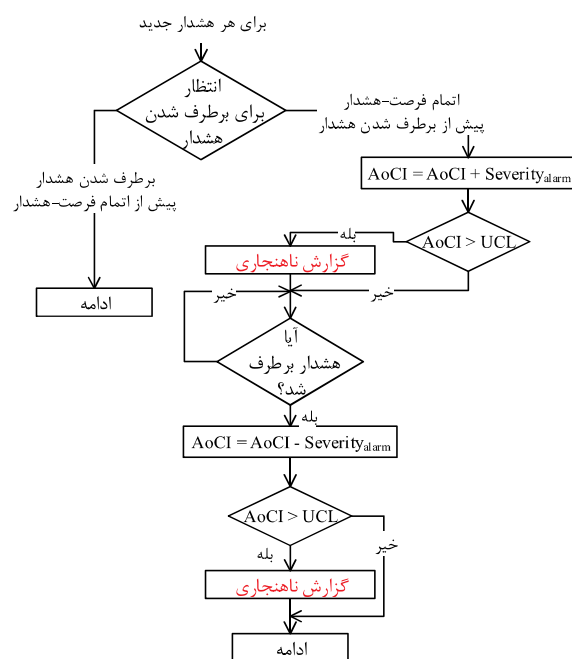 برای هر هشدار جدید
انتظار
برای برطرف شدن
هشدار
اتمام فرصت-هشدار
پیش از برطرف شدن هشدار
برطرف شدن هشدار
پیش از اتمام فرصت-هشدار
ادامه
AoCI = AoCI + Severityalarm
AoCI > UCL
بله
گزارش ناهنجاری
خیر
خیر
آیا
هشدار برطرف
شد؟
بله
AoCI = AoCI - Severityalarm
AoCI > UCL
خیر
بله
گزارش ناهنجاری
ادامه